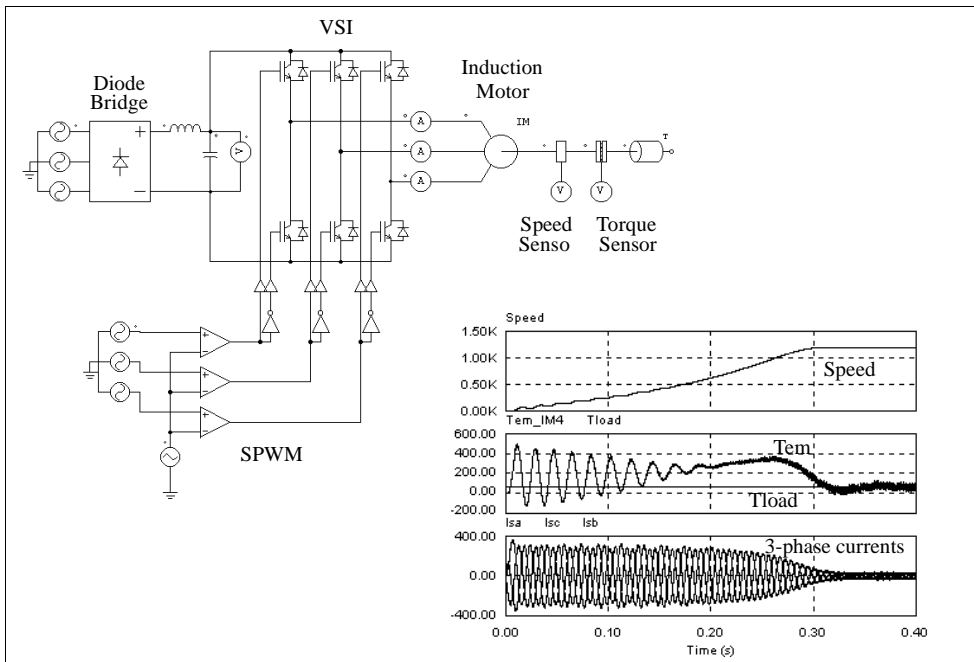 VSI
Diode
Bridge
Induction
Motor
IM
T
+
−
V
A
A
A
V
V
Speed
Senso
Torque
Sensor
+
−
+
−
+
−
SPWM
Speed
1.50K
1.00K
0.50K
0.00K
Speed
Tem_IM4 Tload
600.00
400.00
200.00
0.00
-200.00
Tem
Tload
Isa Isc Isb
400.00
0.00
-400.00
3-phase currents
0.00 0.10 0.20 0.30 0.40
Time (s)